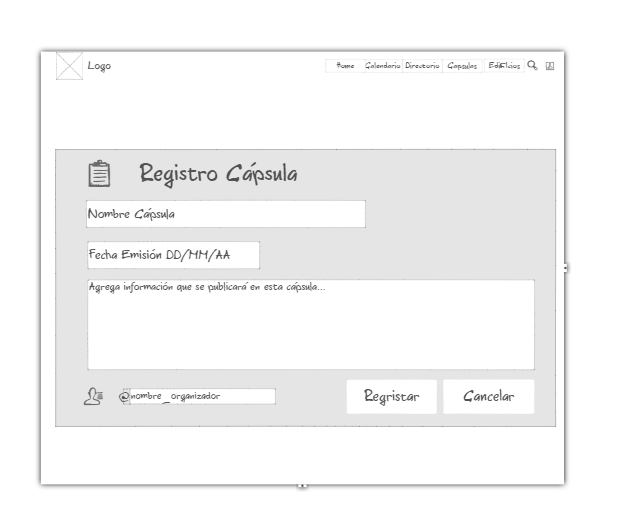 Logo
Home Calendario Directorio Capsulas Edificios
Registro Cápsula
Nombre Cápsula
Fecha Emisión DD/MM/AA
Agrega información que se publicará en esta cápsula...
@nombre_organizador
Regristar Cancelar